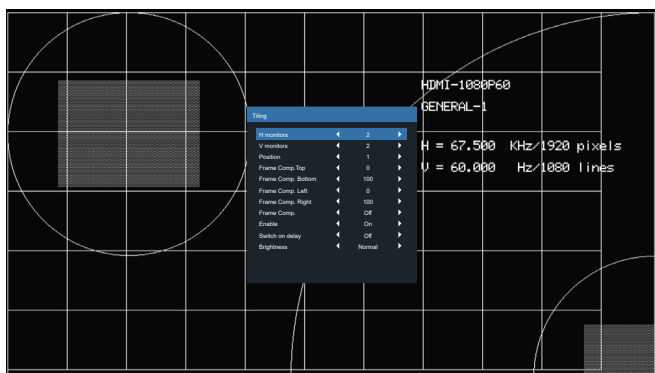 HDMI-1080P60
GENERAL-1
H = 67.500 KHz/1920 pixels
V = 60.000 Hz/1080 lines
Tiling
H monitors 2
V monitors 2
Position 1
Frame Comp.Top 0
Frame Comp. Bottom 100
Frame Comp. Left 0
Frame Comp. Right 100
Frame Comp. Off
Enable On
Switch on delay Off
Brightness Normal